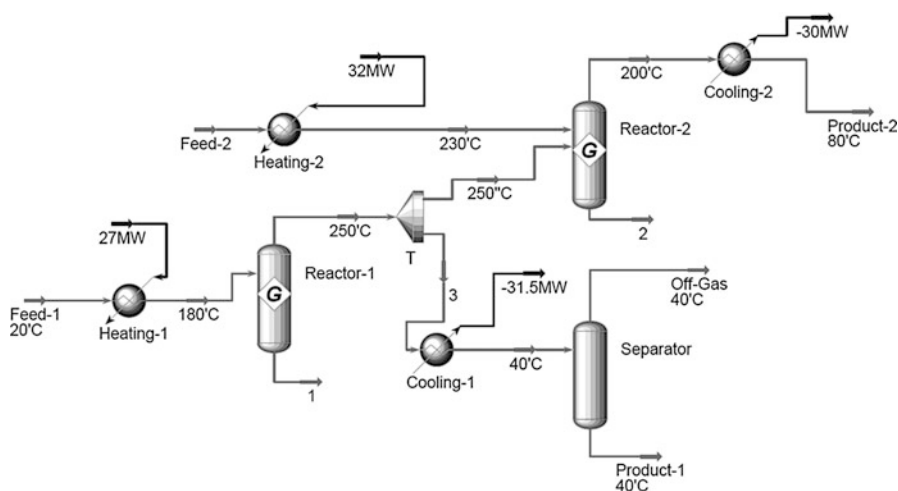 -30MW
32MW
200'C
Cooling-2
Reactor-2
G
Feed-2
Heating-2
230'C
Product-2
80'C
250"C
2
27MW
250'C
T
Reactor-1
G
Off-Gas
40'C
3
-31.5MW
Feed-1
20'C
Heating-1
180'C
Separator
Cooling-1
40'C
1
Product-1
40'C